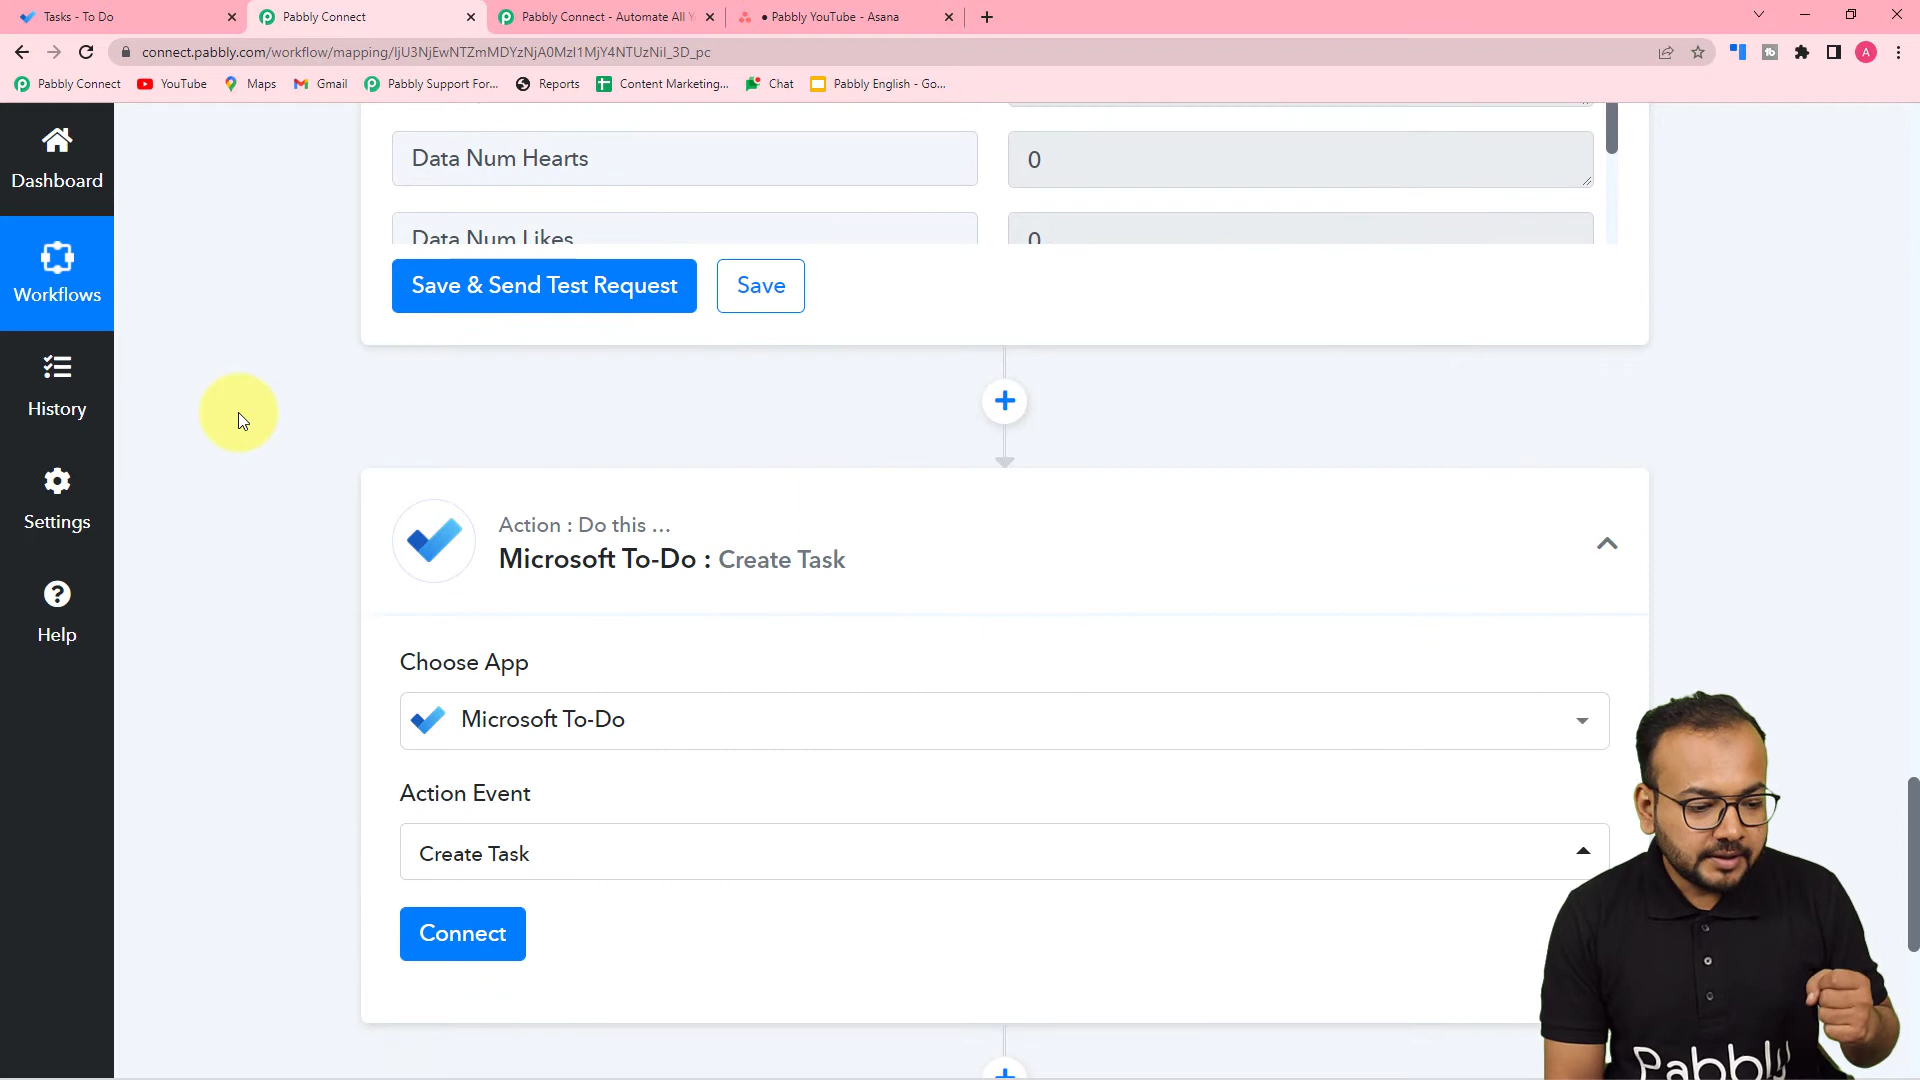 Tasks - To Do
Pabbly Connect
Pabbly Connect - Automate All Y
• Pabbly YouTube - Asana
connect.pabbly.com/workflow/mapping/IjU3NjEwNTZmMDYzNjA0MzI1MjY4NTUzNiI_3D_pc
A
Pabbly Connect
YouTube
Maps
Gmail
Pabbly Support For...
Reports
Content Marketing...
Chat
Pabbly English - Go...
Dashboard
Workflows
History
Settings
Help
Data Num Hearts
0
Data Num Likes
0
Save & Send Test Request
Save
Action : Do this ...
Microsoft To-Do : Create Task
Choose App
Microsoft To-Do
Action Event
Create Task
Connect
Pabbly